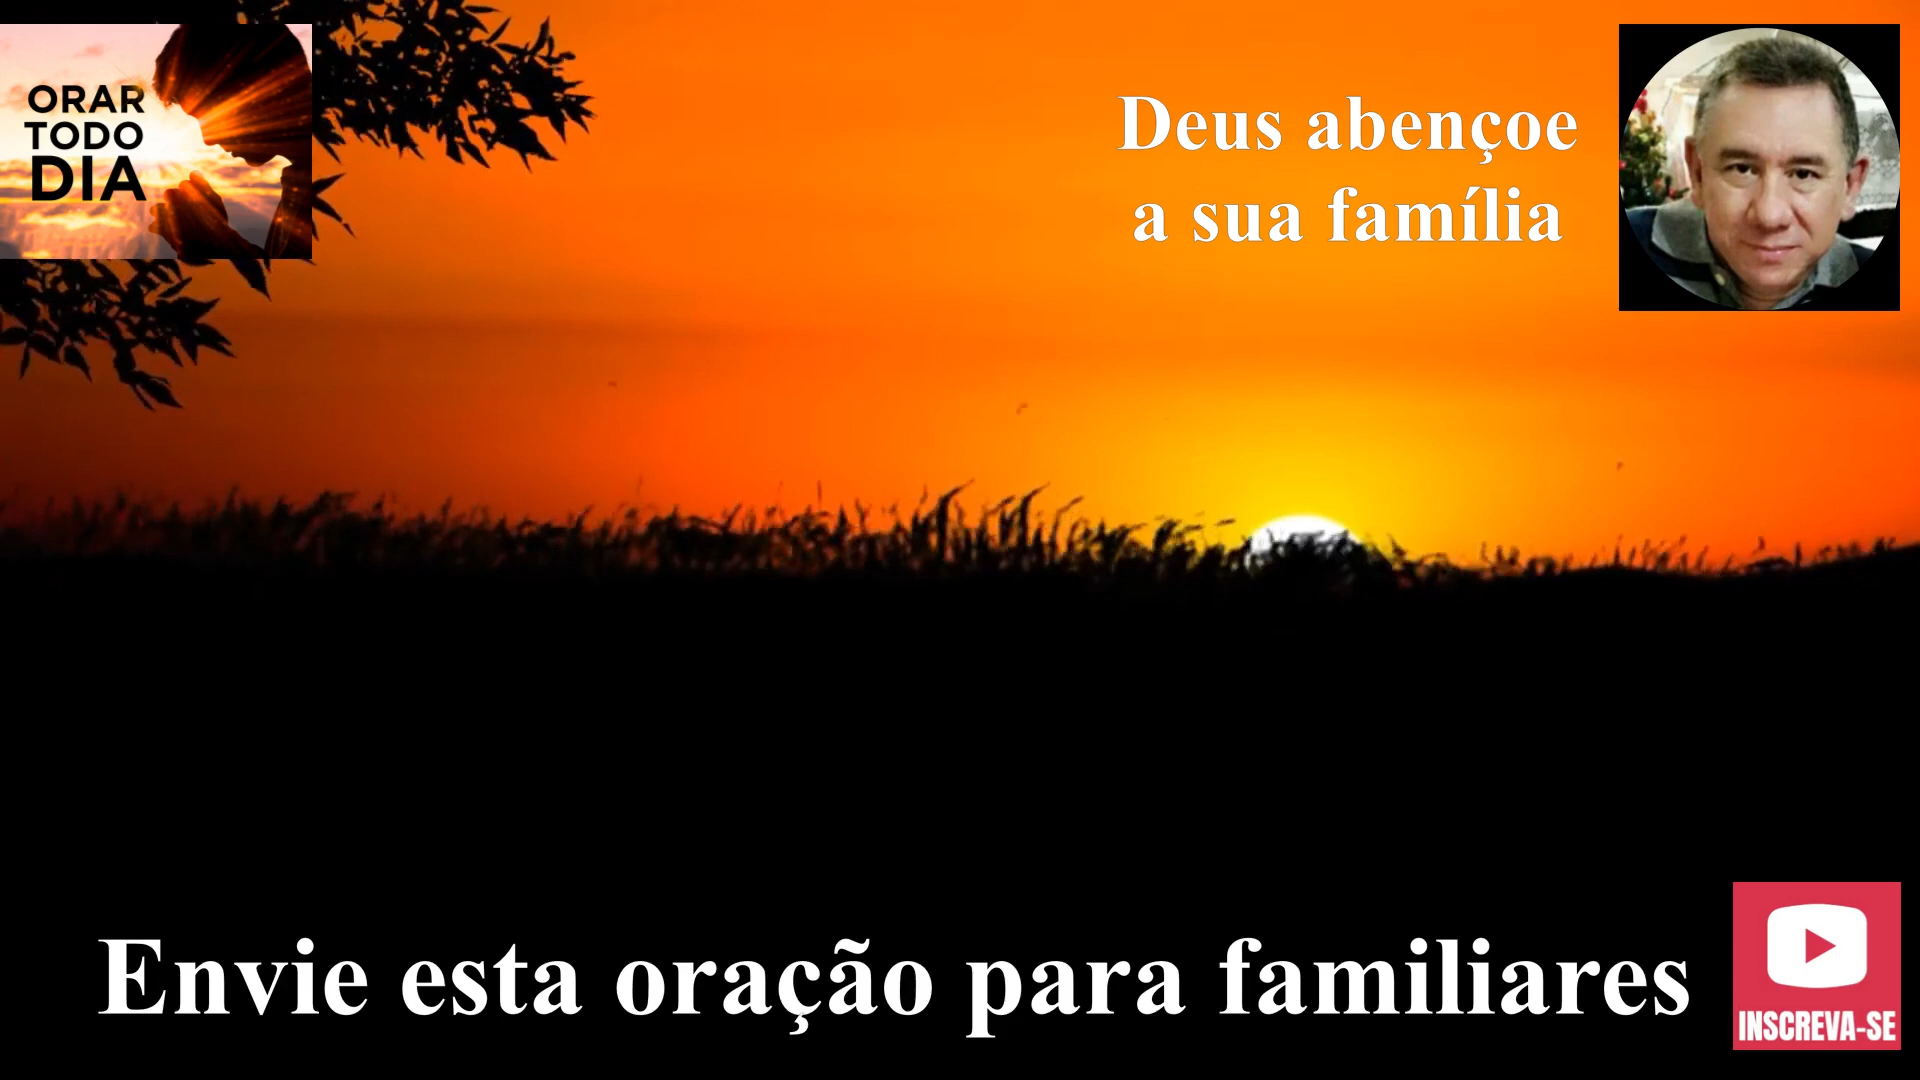 ORAR
TODO
DIA
Deus abençoe
a sua família
Envie esta oração para familiares
INSCREVA-SE